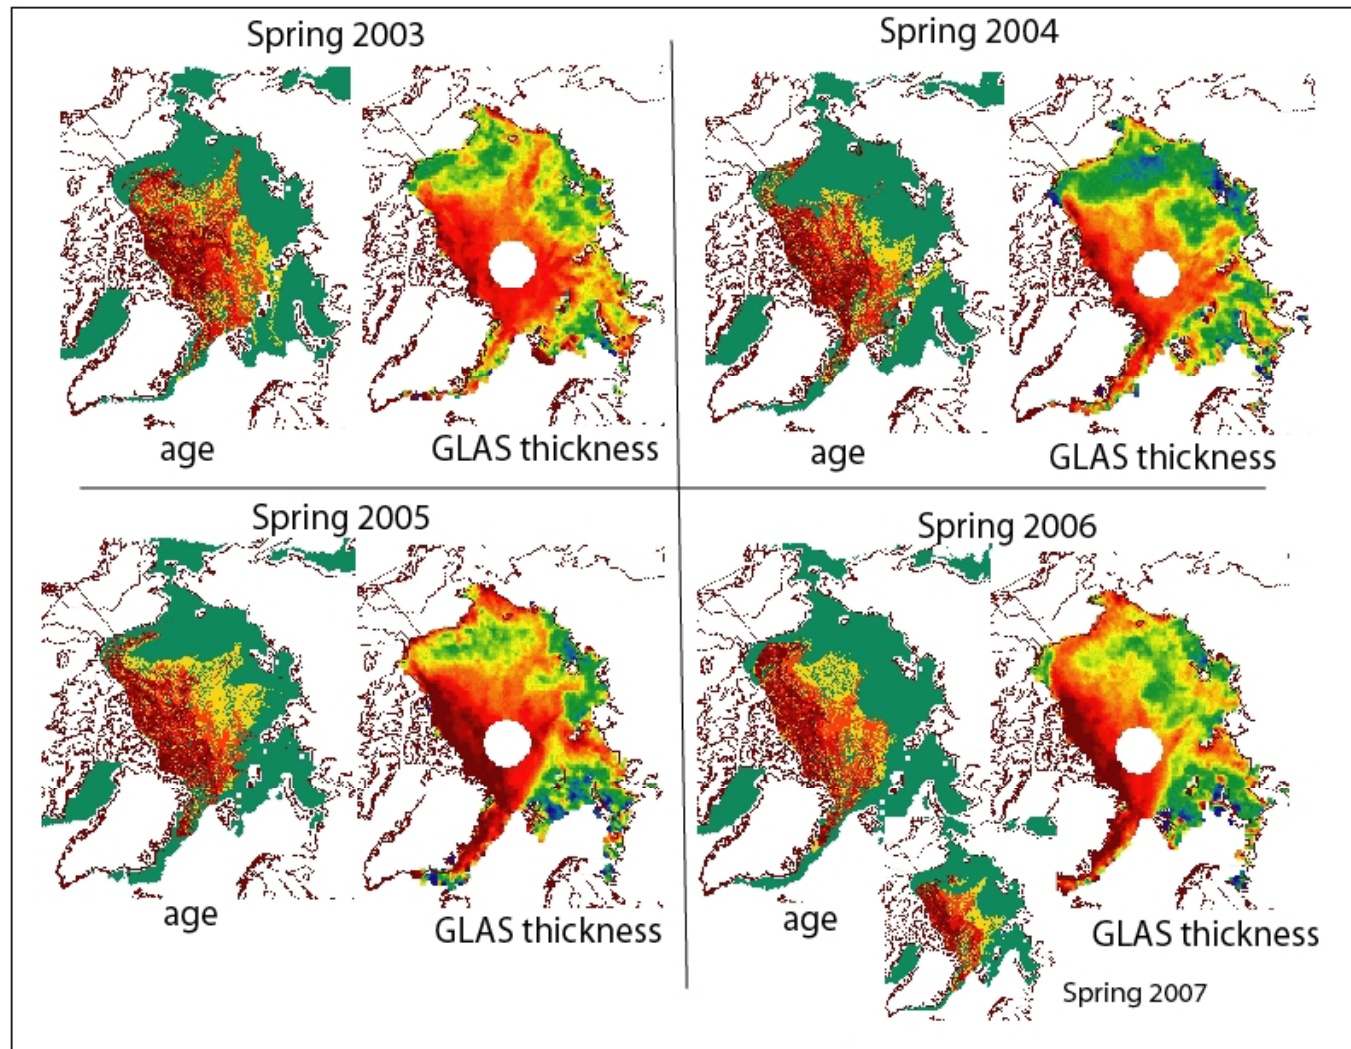 Spring 2003
Spring 2004
age
GLAS thickness
age
GLAS thickness
Spring 2005
Spring 2006
age
GLAS thickness
age
GLAS thickness
Spring 2007